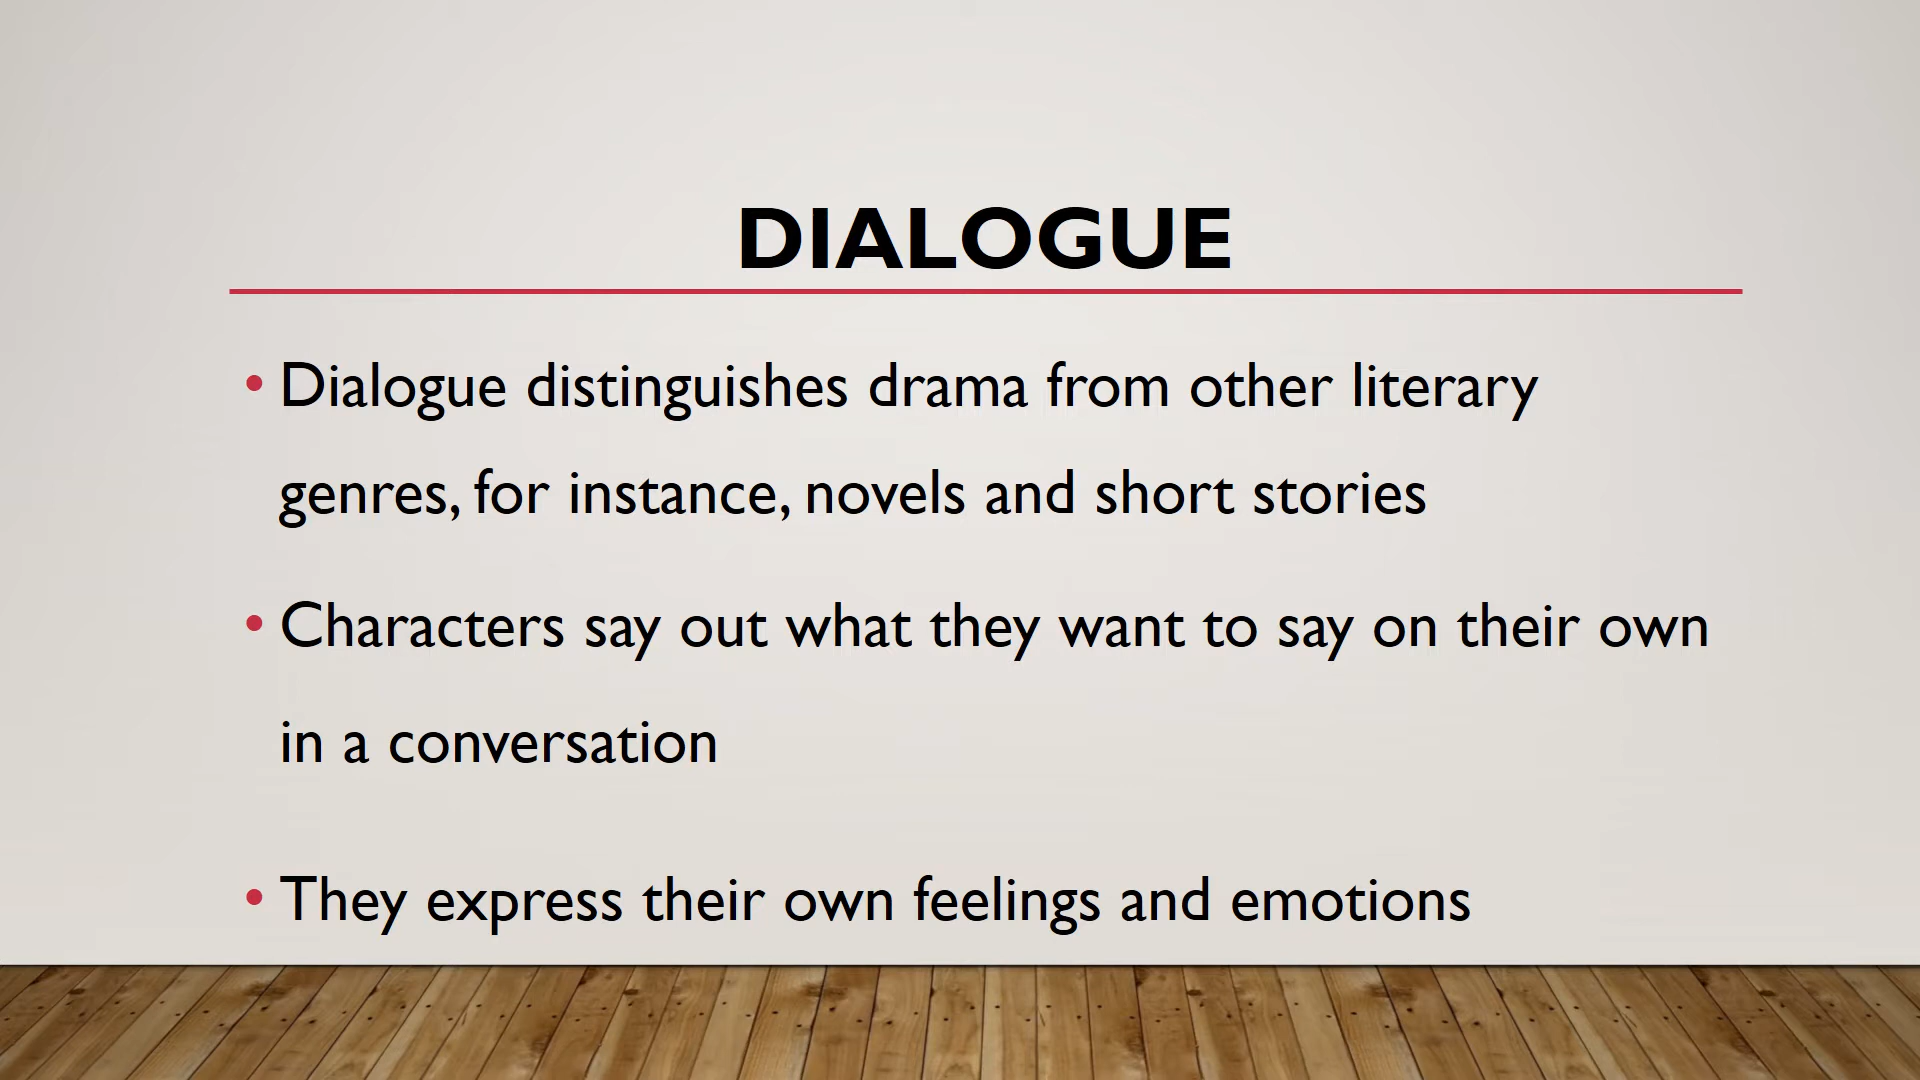 DIALOGUE
• Dialogue distinguishes drama from other literary
genres, for instance, novels and short stories
• Characters say out what they want to say on their own
in a conversation
• They express their own feelings and emotions